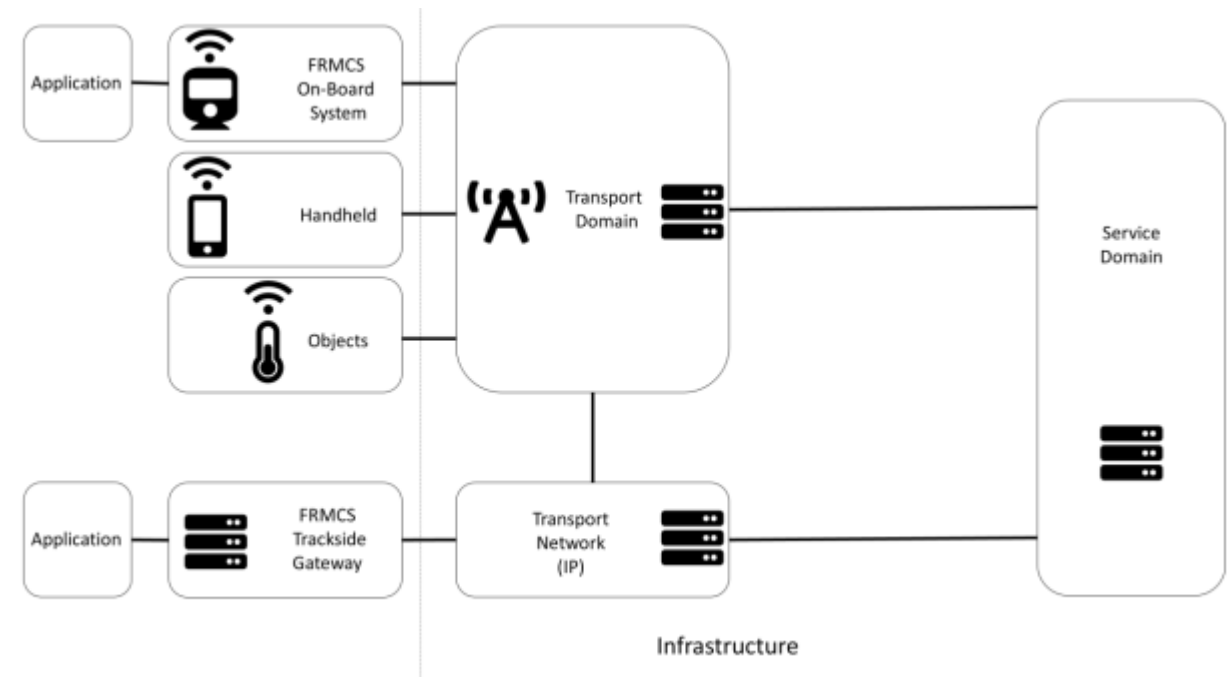 Application
FRMCS
On-Board
System
Handheld
Objects
Transport
Domain
Service
Domain
Application
FRMCS
Trackside
Gateway
Transport
Network
(IP)
Infrastructure